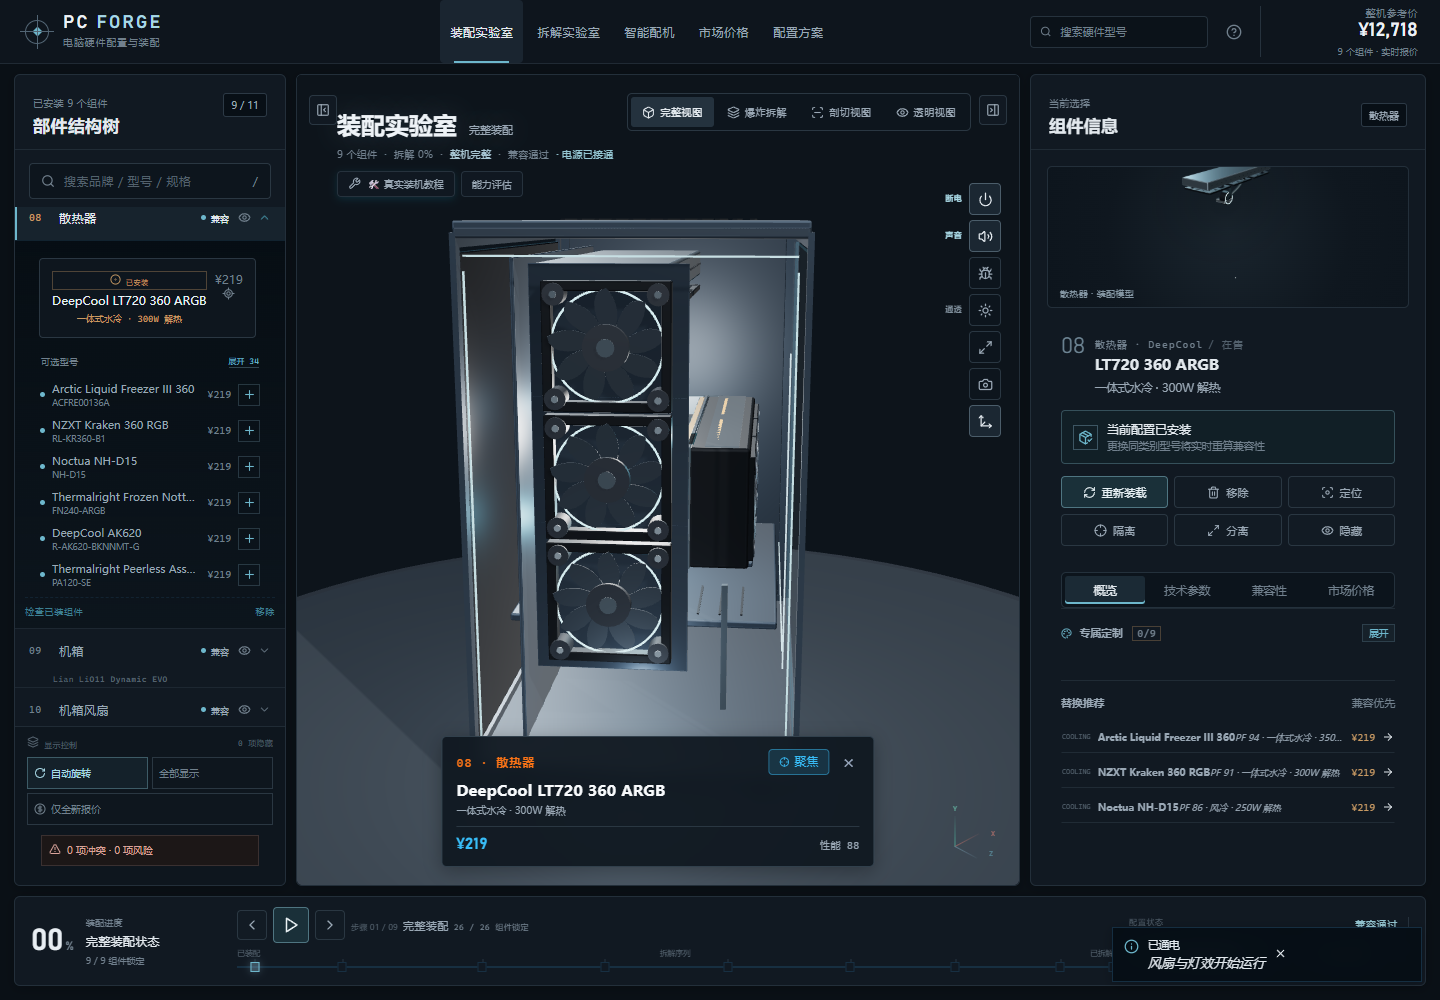 PC FORGE
电脑硬件配置与装配
装配实验室
拆解实验室
智能配机
市场价格
配置方案
搜索硬件型号
整机参考价
¥12,718
9 个组件 · 实时报价
已安装 9 个组件
部件结构树
9 / 11
搜索品牌 / 型号 / 规格
/
08 散热器 兼容
已安装
¥219
DeepCool LT720 360 ARGB
一体式水冷 · 300W 解热
可选型号
展开 34
Arctic Liquid Freezer III 360 ¥219
ACFRE00136A
NZXT Kraken 360 RGB ¥219
RL-KR360-B1
Noctua NH-D15 ¥219
NH-D15
Thermalright Frozen Nott... ¥219
FN240-ARGB
DeepCool AK620 ¥219
R-AK620-BKNNMT-G
Thermalright Peerless Ass... ¥219
PA120-SE
检查已装组件
移除
09 机箱 兼容
Lian Li O11 Dynamic EVO
10 机箱风扇 兼容
显示控制
0 项隐藏
自动旋转
全部显示
仅全新报价
0 项冲突 · 0 项风险
装配实验室 完整装配
9 个组件 · 拆解 0% · 整机完整 · 兼容通过 · 电源已接通
🛠 真实装机教程
能力评估
完整视图
爆炸拆解
剖切视图
透明视图
断电
声音
通透
08 · 散热器
聚焦
DeepCool LT720 360 ARGB
一体式水冷 · 300W 解热
¥219
性能 88
Y
X
Z
当前选择
组件信息
散热器
散热器 · 装配模型
08
散热器 · DeepCool / 在售
LT720 360 ARGB
一体式水冷 · 300W 解热
当前配置已安装
更换同类别型号将实时重算兼容性
重新装载
移除
定位
隔离
分离
隐藏
概览
技术参数
兼容性
市场价格
专属定制 0/9
展开
替换推荐
兼容优先
COOLING Arctic Liquid Freezer III 360 PF 94 · 一体式水冷 · 350... ¥219
COOLING NZXT Kraken 360 RGB PF 91 · 一体式水冷 · 300W 解热 ¥219
COOLING Noctua NH-D15 PF 86 · 风冷 · 250W 解热 ¥219
00 %
装配进度
完整装配状态
9 / 9 组件锁定
步骤 01 / 09 完整装配 26 / 26 组件锁定
已装配
拆解序列
已拆解
配置状态
兼容通过
已通电
风扇与灯效开始运行